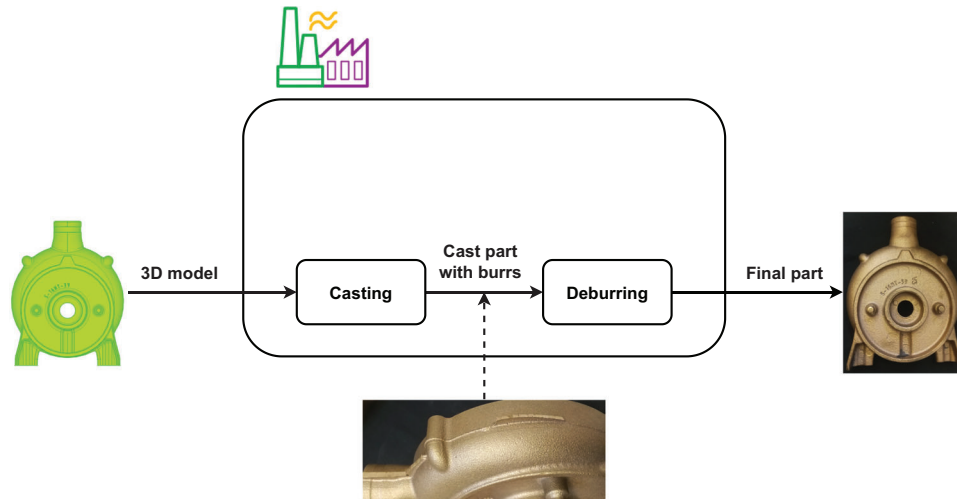 3D model
Casting
Cast part
with burrs
Deburring
Final part